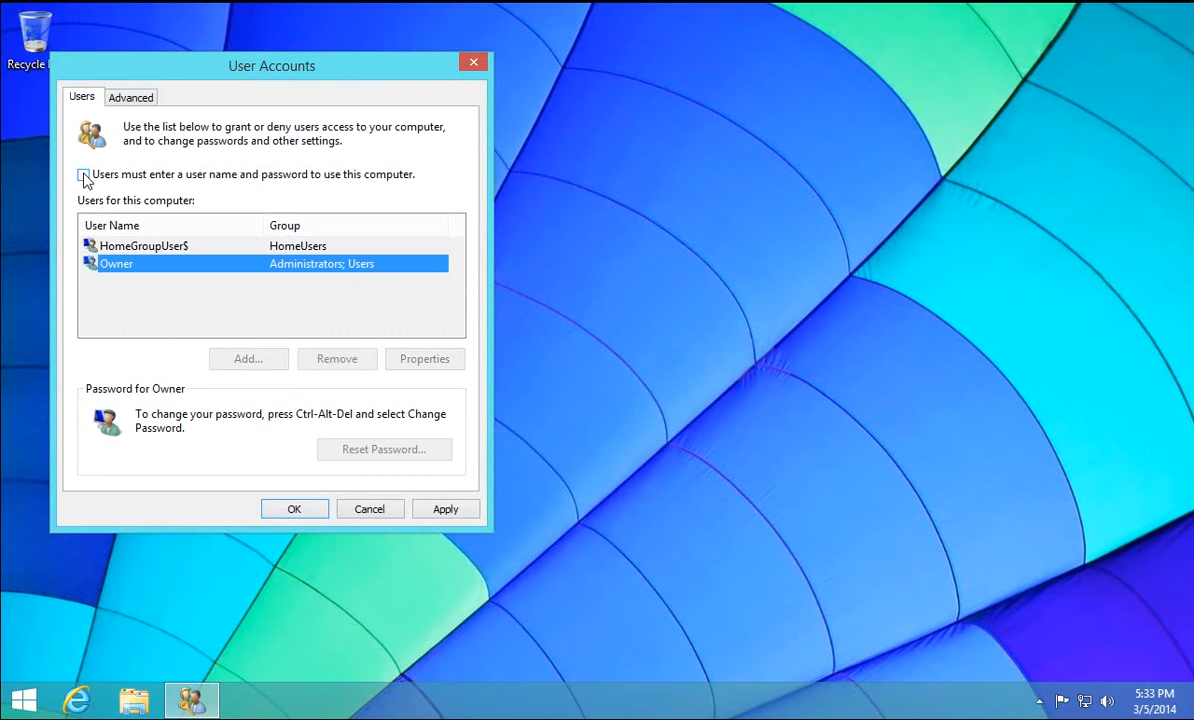 Recycle
User Accounts
Users Advanced
Use the list below to grant or deny users access to your computer,
and to change passwords and other settings.
Users must enter a user name and password to use this computer.
Users for this computer:
User Name Group
HomeGroupUser$ HomeUsers
Owner Administrators; Users
Add... Remove Properties
Password for Owner
To change your password, press Ctrl-Alt-Del and select Change
Password.
Reset Password...
OK Cancel Apply
5:33 PM
3/5/2014